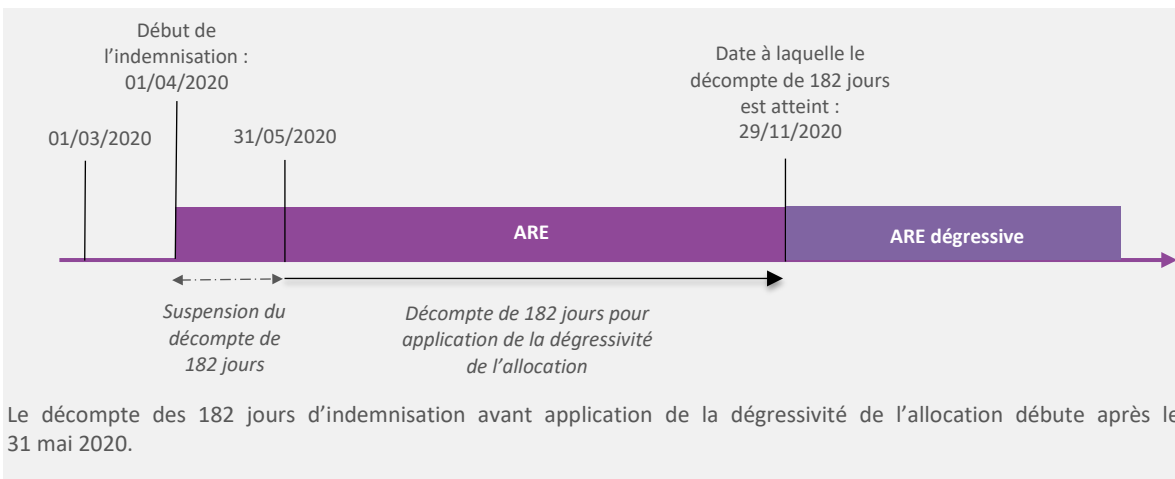 Début de
l’indemnisation :
01/04/2020
Date à laquelle le
décompte de 182 jours
est atteint :
29/11/2020
01/03/2020
31/05/2020
ARE
ARE dégressive
Suspension du
décompte de
182 jours
Décompte de 182 jours pour
application de la dégressivité
de l’allocation
Le décompte des 182 jours d’indemnisation avant application de la dégressivité de l’allocation débute après le
31 mai 2020.